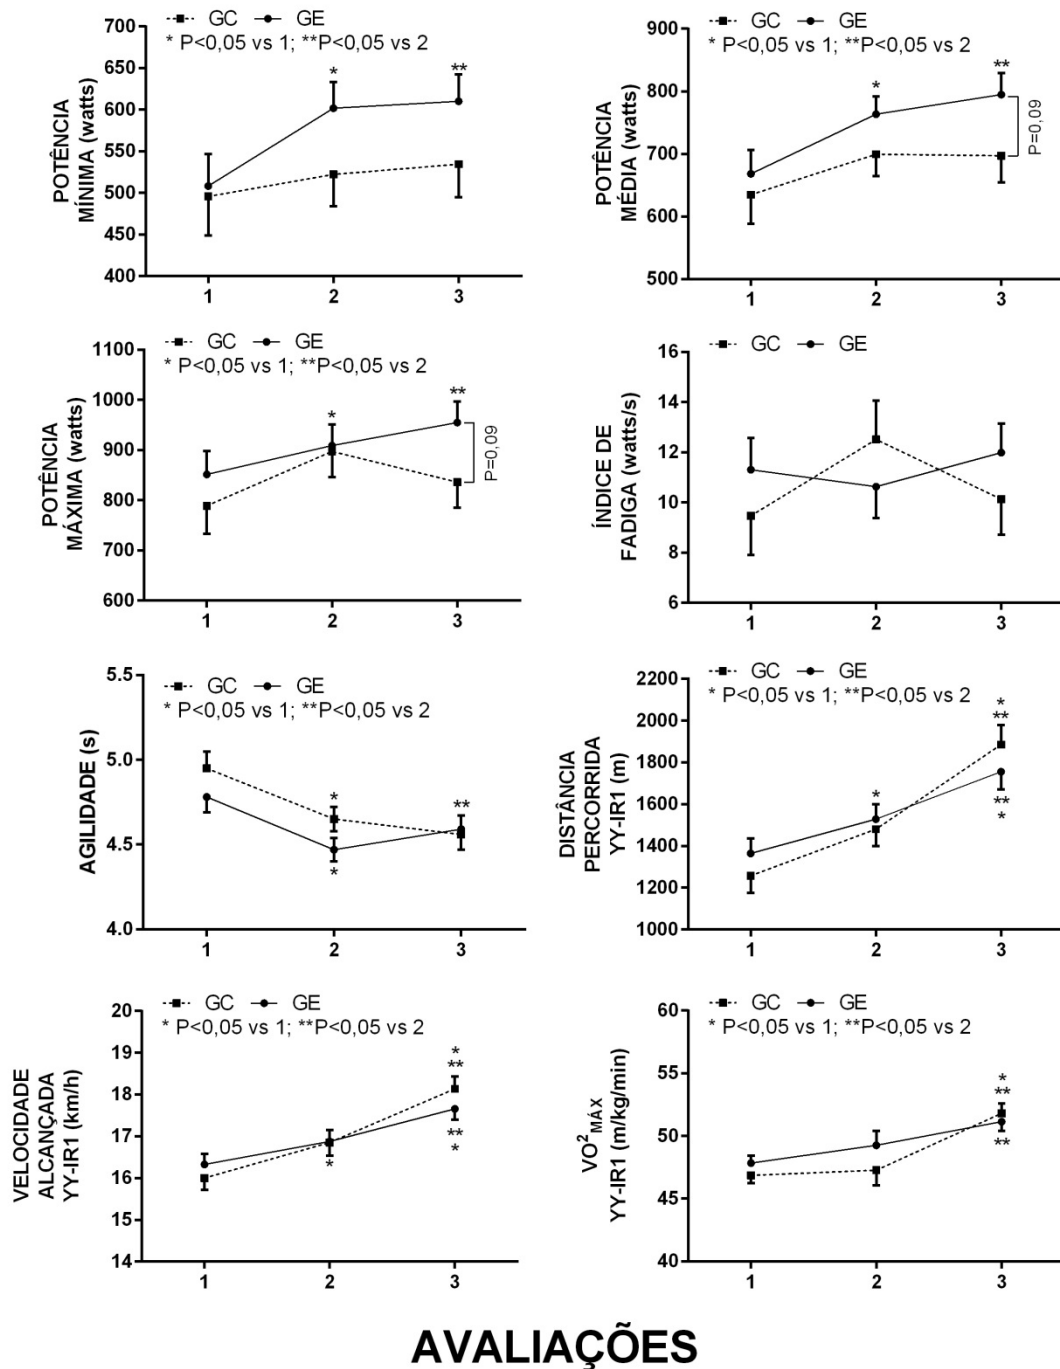 GC GE
* P<0,05 vs 1; **P<0,05 vs 2
POTÊNCIA
MÍNIMA (watts)
700
650
600
550
500
450
400
* **
1 2 3
GC GE
* P<0,05 vs 1; **P<0,05 vs 2
POTÊNCIA
MÉDIA (watts)
900
800
700
600
500
* **
P=0,09
1 2 3
GC GE
* P<0,05 vs 1; **P<0,05 vs 2
POTÊNCIA
MÁXIMA (watts)
1100
1000
900
800
700
600
* **
P=0,09
1 2 3
GC GE
ÍNDICE DE
FADIGA (watts/s)
16
14
12
10
8
6
1 2 3
GC GE
* P<0,05 vs 1; **P<0,05 vs 2
AGILIDADE (s)
5.5
5.0
4.5
4.0
* **
*
1 2 3
GC GE
* P<0,05 vs 1; **P<0,05 vs 2
DISTÂNCIA
PERCORRIDA
YY-IR1 (m)
2200
2000
1800
1600
1400
1200
1000
*
**
*
**
*
1 2 3
GC GE
* P<0,05 vs 1; **P<0,05 vs 2
VELOCIDADE
ALCANÇADA
YY-IR1 (km/h)
20
19
18
17
16
15
14
*
**
**
*
*
1 2 3
GC GE
* P<0,05 vs 1; **P<0,05 vs 2
VO²MÁX
YY-IR1 (m/kg/min)
60
55
50
45
40
*
**
**
1 2 3
AVALIAÇÕES